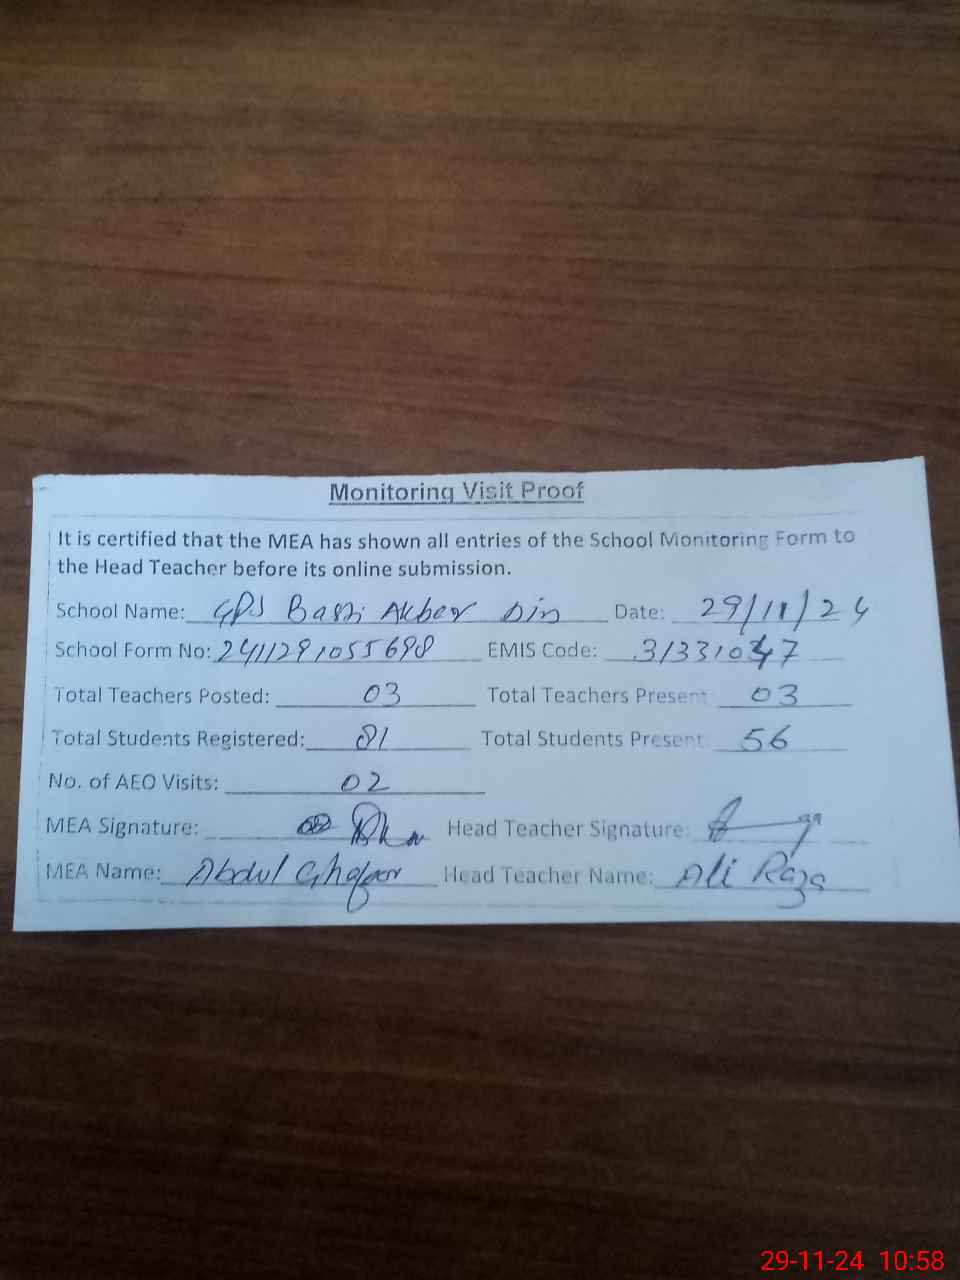 Monitoring Visit Proof
It is certified that the MEA has shown all entries of the School Monitoring Form to
the Head Teacher before its online submission.
School Name: GPS Basti Akber Din Date: 29/11/24
School Form No: 2411291055698 EMIS Code: 31331047
Total Teachers Posted: 03 Total Teachers Present: 03
Total Students Registered: 81 Total Students Present: 56
No. of AEO Visits: 02
MEA Signature: Head Teacher Signature:
MEA Name: Abdul Ghafoor Head Teacher Name: Ali Raza
29-11-24 10:58